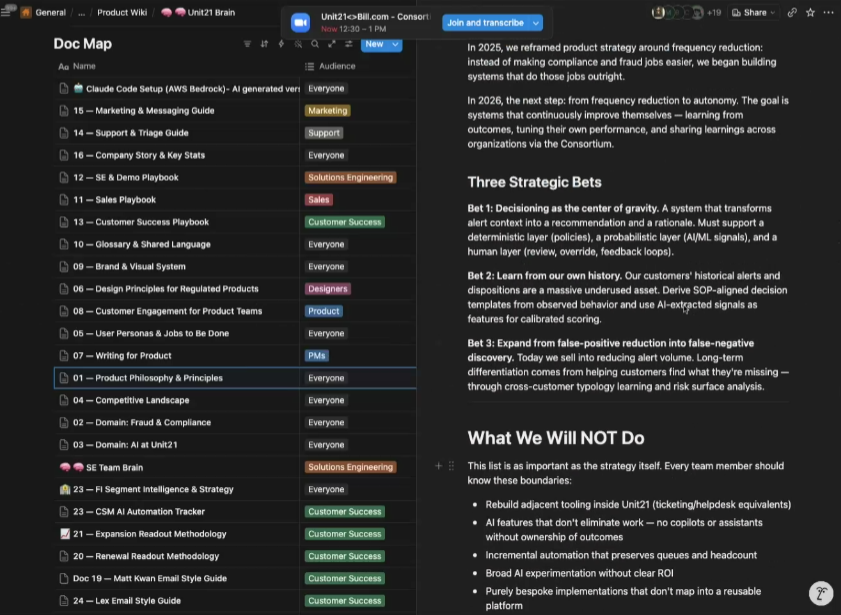 General / ... / Product Wiki / Unit21 Brain
Unit21<>Bill.com - Consort
Now 12:30 – 1 PM
Join and transcribe
+19
Share
Doc Map
New
Aa Name
Audience
Claude Code Setup (AWS Bedrock)- AI generated vers
Everyone
15 — Marketing & Messaging Guide
Marketing
14 — Support & Triage Guide
Support
16 — Company Story & Key Stats
Everyone
12 — SE & Demo Playbook
Solutions Engineering
11 — Sales Playbook
Sales
13 — Customer Success Playbook
Customer Success
10 — Glossary & Shared Language
Everyone
09 — Brand & Visual System
Everyone
06 — Design Principles for Regulated Products
Designers
08 — Customer Engagement for Product Teams
Product
05 — User Personas & Jobs to Be Done
Everyone
07 — Writing for Product
PMs
01 — Product Philosophy & Principles
Everyone
04 — Competitive Landscape
Everyone
02 — Domain: Fraud & Compliance
Everyone
03 — Domain: AI at Unit21
Everyone
SE Team Brain
Solutions Engineering
23 — FI Segment Intelligence & Strategy
Everyone
23 — CSM AI Automation Tracker
Customer Success
21 — Expansion Readout Methodology
Customer Success
20 — Renewal Readout Methodology
Customer Success
Doc 19 — Matt Kwan Email Style Guide
Customer Success
24 — Lex Email Style Guide
Customer Success
In 2025, we reframed product strategy around frequency reduction:
instead of making compliance and fraud jobs easier, we began building
systems that do those jobs outright.
In 2026, the next step: from frequency reduction to autonomy. The goal is
systems that continuously improve themselves — learning from
outcomes, tuning their own performance, and sharing learnings across
organizations via the Consortium.
Three Strategic Bets
Bet 1: Decisioning as the center of gravity. A system that transforms
alert context into a recommendation and a rationale. Must support a
deterministic layer (policies), a probabilistic layer (AI/ML signals), and a
human layer (review, override, feedback loops).
Bet 2: Learn from our own history. Our customers' historical alerts and
dispositions are a massive underused asset. Derive SOP-aligned decision
templates from observed behavior and use AI-extracted signals as
features for calibrated scoring.
Bet 3: Expand from false-positive reduction into false-negative
discovery. Today we sell into reducing alert volume. Long-term
differentiation comes from helping customers find what they're missing —
through cross-customer typology learning and risk surface analysis.
What We Will NOT Do
This list is as important as the strategy itself. Every team member should
know these boundaries:
• Rebuild adjacent tooling inside Unit21 (ticketing/helpdesk equivalents)
• AI features that don't eliminate work — no copilots or assistants
without ownership of outcomes
• Incremental automation that preserves queues and headcount
• Broad AI experimentation without clear ROI
• Purely bespoke implementations that don't map into a reusable
platform